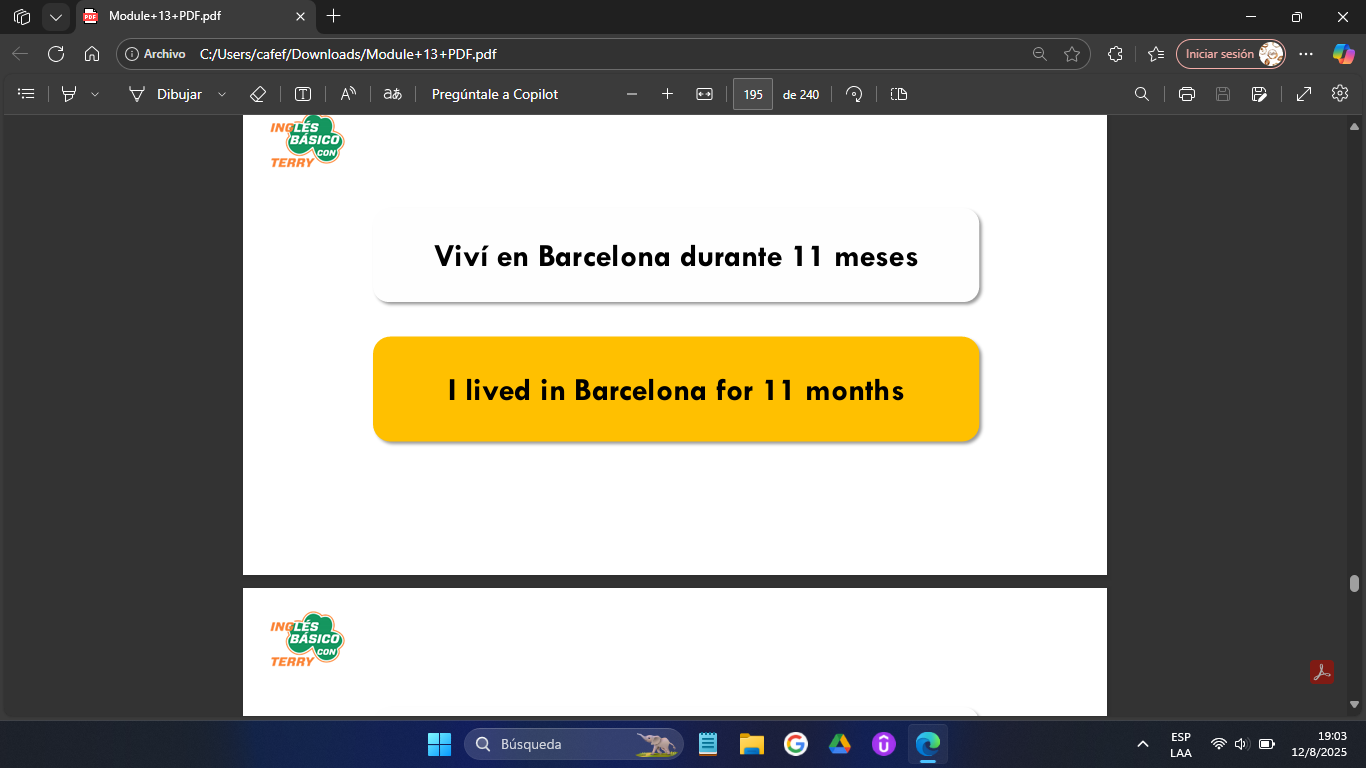 Module+13+PDF.pdf
Archivo
C:/Users/cafef/Downloads/Module+13+PDF.pdf
Iniciar sesión
Dibujar
Pregúntale a Copilot
195 de 240
INGLÉS
BÁSICO
CON
TERRY
Viví en Barcelona durante 11 meses
I lived in Barcelona for 11 months
INGLÉS
BÁSICO
CON
TERRY
Búsqueda
ESP
LAA
19:03
12/8/2025